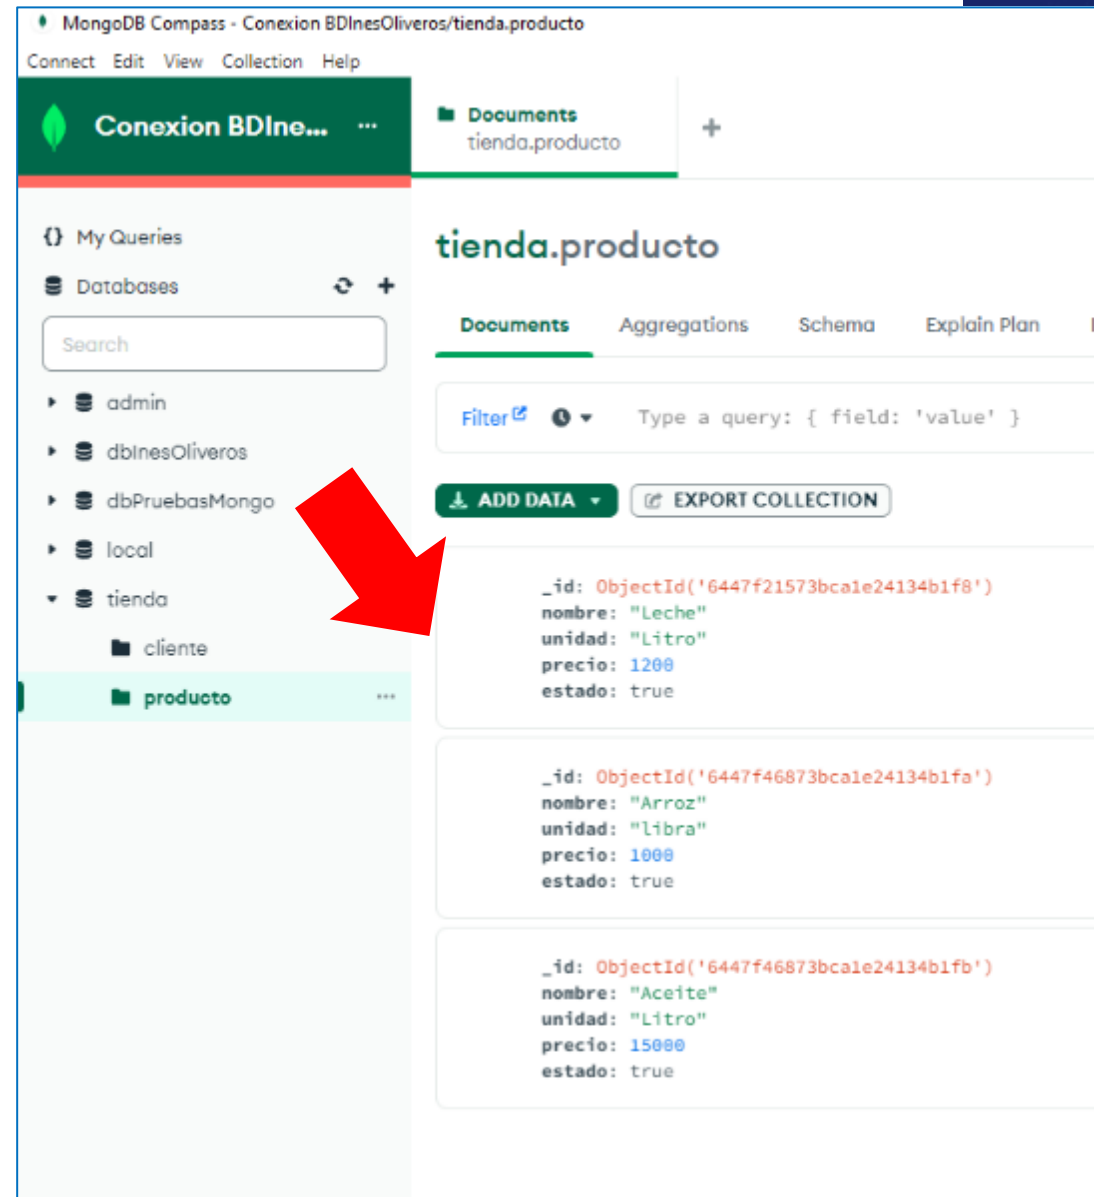 MongoDB Compass - Conexion BDInesOliveros/tienda.producto
Connect Edit View Collection Help
Conexion BDIne... ...
Documents
tienda.producto
+
{} My Queries
Databases
Search
admin
dbInesOliveros
dbPruebasMongo
local
tienda
cliente
producto ...
tienda.producto
Documents Aggregations Schema Explain Plan
Filter Type a query: { field: 'value' }
ADD DATA EXPORT COLLECTION
_id: ObjectId('6447f21573bca1e24134b1f8')
nombre: "Leche"
unidad: "Litro"
precio: 1200
estado: true
_id: ObjectId('6447f46873bca1e24134b1fa')
nombre: "Arroz"
unidad: "libra"
precio: 1000
estado: true
_id: ObjectId('6447f46873bca1e24134b1fb')
nombre: "Aceite"
unidad: "Litro"
precio: 15000
estado: true